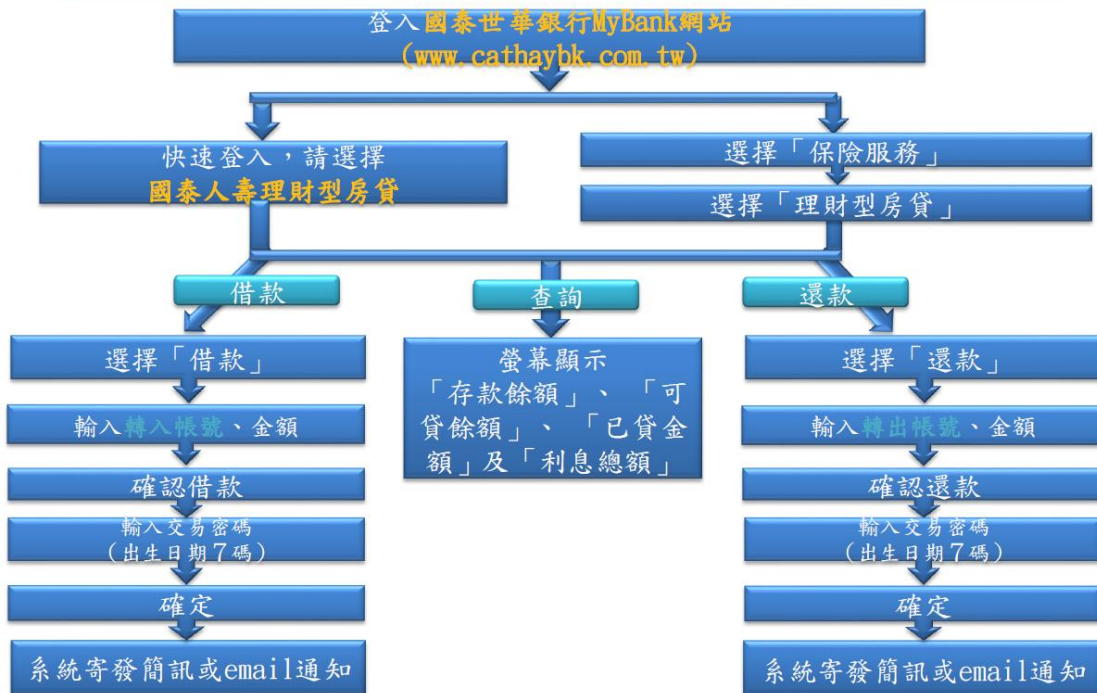 登入國泰世華銀行MyBank網站
(www.cathaybk.com.tw)
快速登入，請選擇
國泰人壽理財型房貸
選擇「保險服務」
選擇「理財型房貸」
借款
查詢
還款
選擇「借款」
輸入轉入帳號、金額
確認借款
輸入交易密碼
(出生日期７碼)
確定
系統寄發簡訊或email通知
螢幕顯示
「存款餘額」、「可
貸餘額」、「已貸金
額」及「利息總額」
選擇「還款」
輸入轉出帳號、金額
確認還款
輸入交易密碼
(出生日期７碼)
確定
系統寄發簡訊或email通知